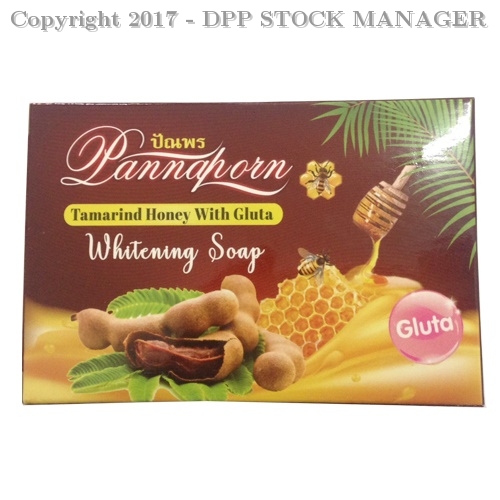 Copyright 2017 - DPP STOCK MANAGER
ปัณพร
Pannaporn
Tamarind Honey With Gluta
Whitening Soap
Gluta